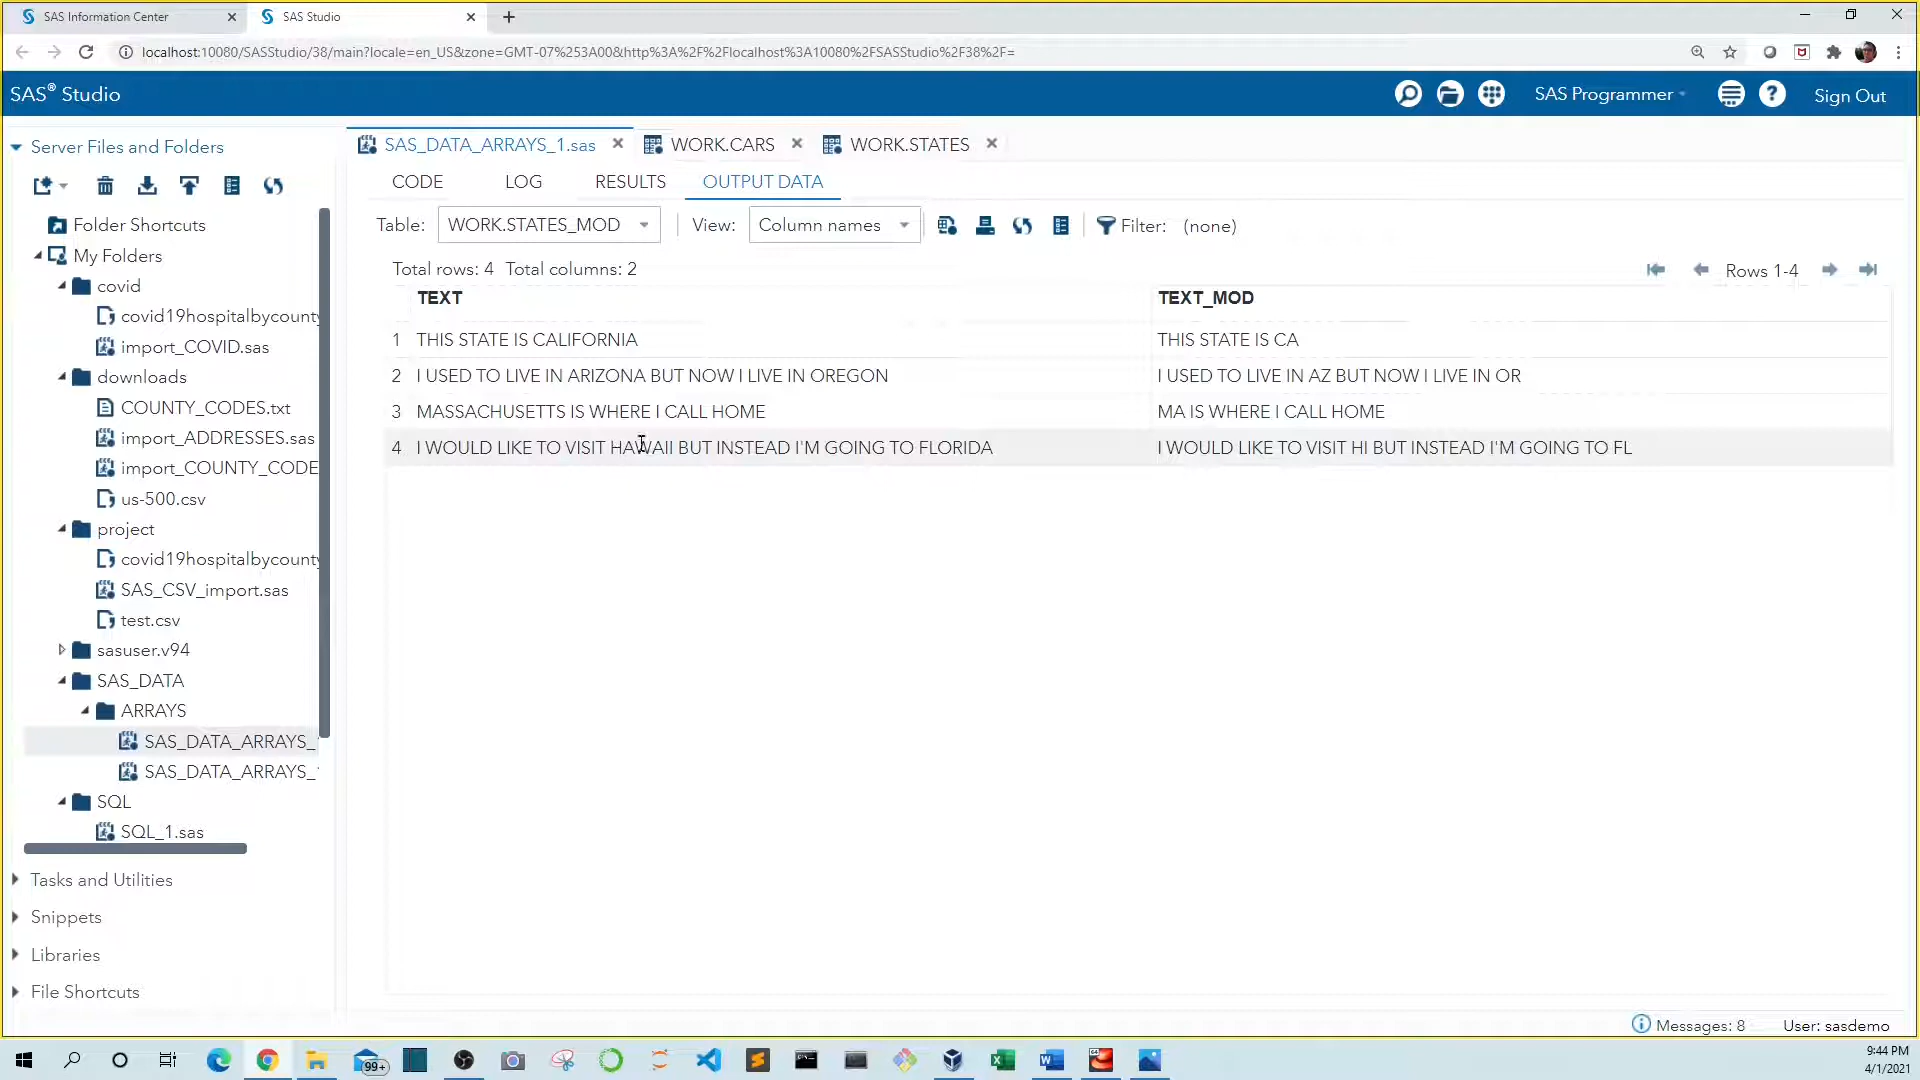 SAS Information Center
SAS Studio
localhost:10080/SASStudio/38/main?locale=en_US&zone=GMT-07%253A00&http%3A%2F%2Flocalhost%3A10080%2FSASStudio%2F38%2F=
SAS® Studio
SAS Programmer
Sign Out
Server Files and Folders
Folder Shortcuts
My Folders
covid
covid19hospitalbycounty
import_COVID.sas
downloads
COUNTY_CODES.txt
import_ADDRESSES.sas
import_COUNTY_CODE
us-500.csv
project
covid19hospitalbycounty
SAS_CSV_import.sas
test.csv
sasuser.v94
SAS_DATA
ARRAYS
SAS_DATA_ARRAYS_
SAS_DATA_ARRAYS_
SQL
SQL_1.sas
Tasks and Utilities
Snippets
Libraries
File Shortcuts
SAS_DATA_ARRAYS_1.sas WORK.CARS WORK.STATES
CODE LOG RESULTS OUTPUT DATA
Table: WORK.STATES_MOD View: Column names Filter: (none)
Total rows: 4 Total columns: 2 Rows 1-4
TEXT TEXT_MOD
1 THIS STATE IS CALIFORNIA THIS STATE IS CA
2 I USED TO LIVE IN ARIZONA BUT NOW I LIVE IN OREGON I USED TO LIVE IN AZ BUT NOW I LIVE IN OR
3 MASSACHUSETTS IS WHERE I CALL HOME MA IS WHERE I CALL HOME
4 I WOULD LIKE TO VISIT HAWAII BUT INSTEAD I'M GOING TO FLORIDA I WOULD LIKE TO VISIT HI BUT INSTEAD I'M GOING TO FL
Messages: 8 User: sasdemo
99+
9:44 PM
4/1/2021